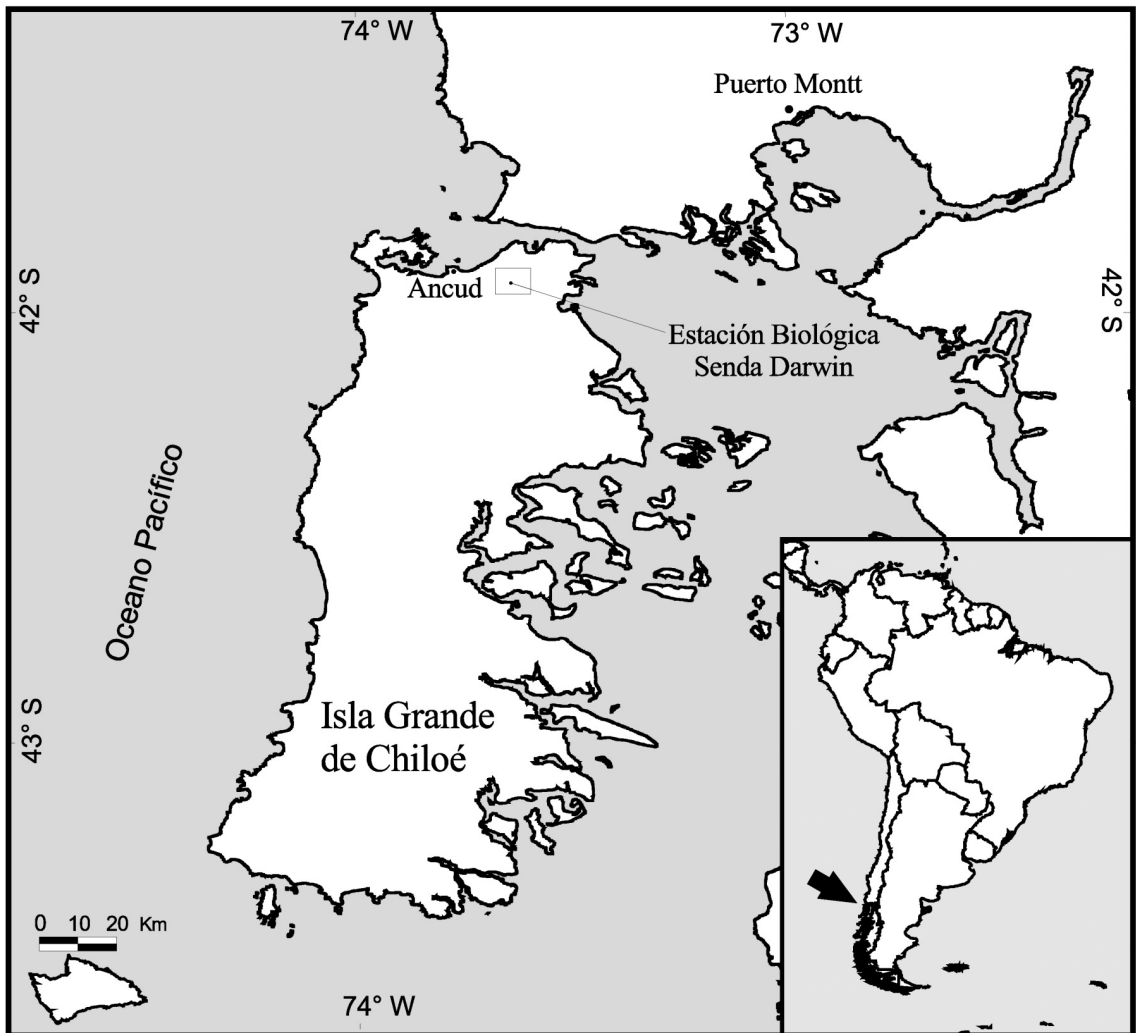 74° W
73° W
Puerto Montt
42° S
42° S
Ancud
Estación Biológica
Senda Darwin
Oceano Pacífico
43° S
Isla Grande
de Chiloé
0 10 20 Km
74° W